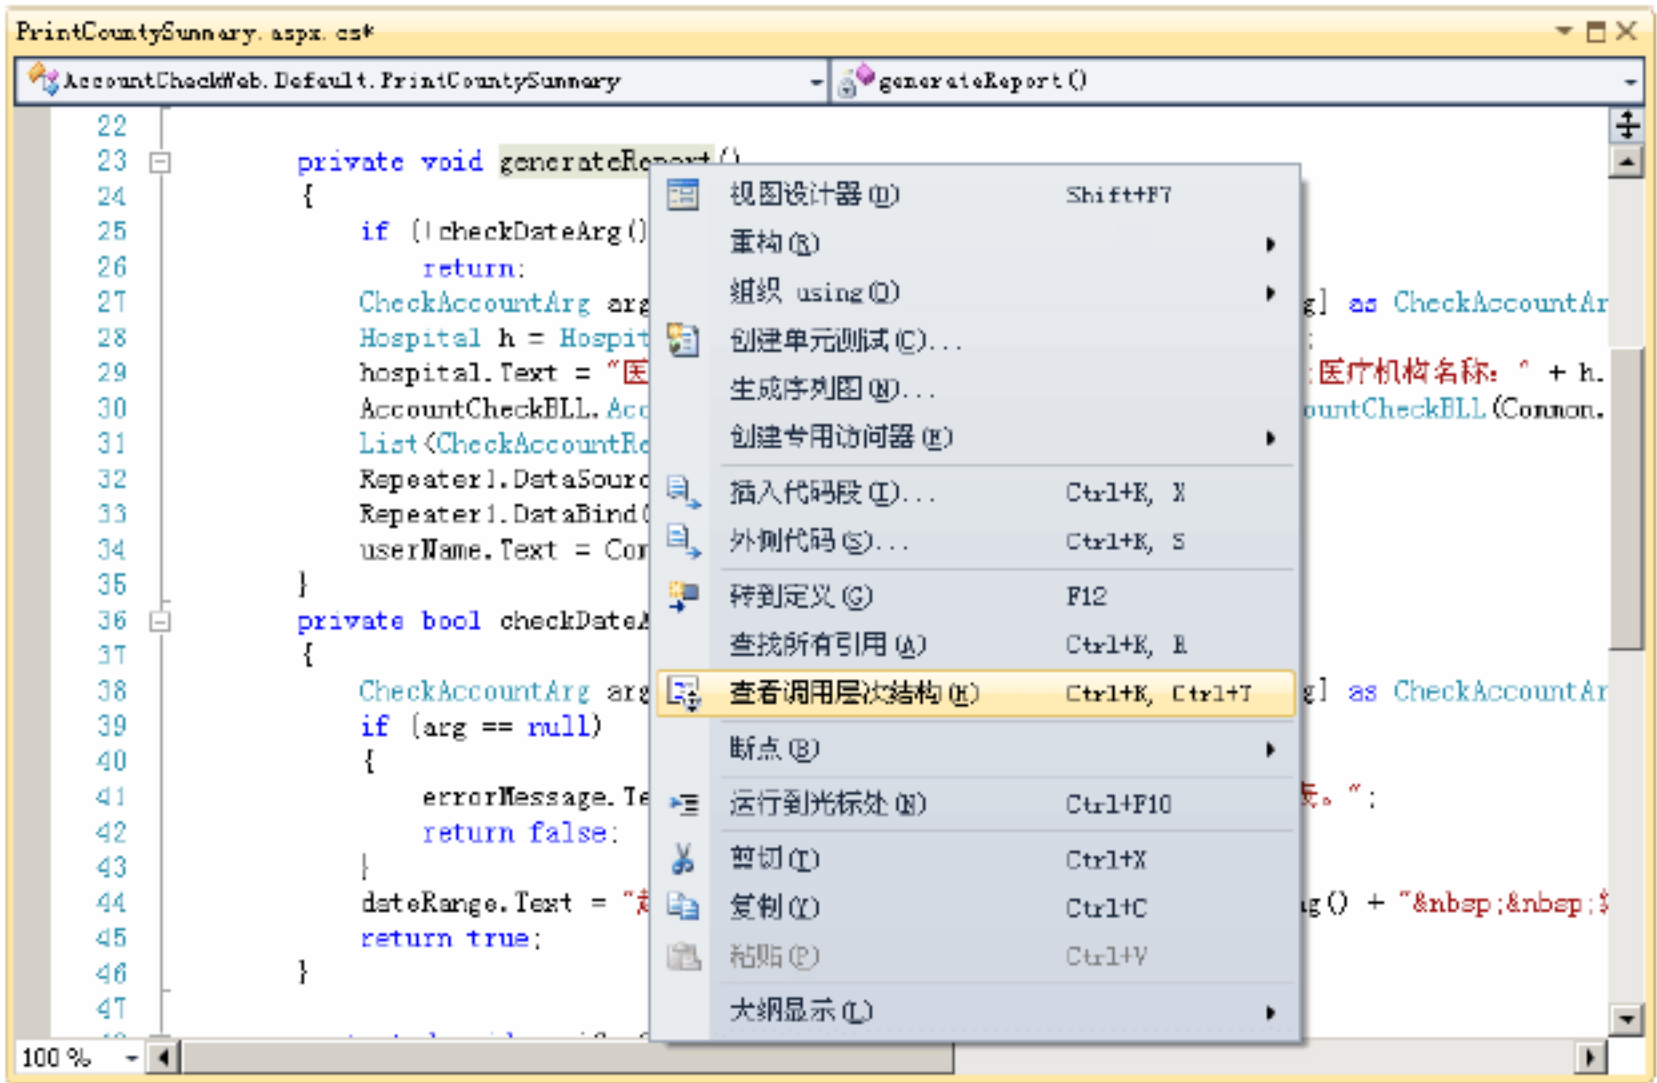 PrintCountySummary.aspx.cs*
AccountCheckWeb.Default.PrintCountySummary
generateReport()
22
23 private void generateReport()
24 {
25 if (!checkDateArg()
26 return;
27 CheckAccountArg arg g] as CheckAccountAr
28 Hospital h = Hospit ;
29 hospital.Text = "医 ;医疗机构名称：" + h.
30 AccountCheckBLL.Acc ountCheckBLL(Common.
31 List<CheckAccountRe
32 Repeater1.DataSourc
33 Repeater1.DataBind(
34 userName.Text = Com
35 }
36 private bool checkDateA
37 {
38 CheckAccountArg arg g] as CheckAccountAr
39 if (arg == null)
40 {
41 errorMessage.Te 表。";
42 return false;
43 }
44 dateRange.Text = "起 ng() + "&nbsp;&nbsp;
45 return true;
46 }
47
视图设计器(D) Shift+F7
重构(R)
组织 using(O)
创建单元测试(C)...
生成序列图(N)...
创建专用访问器(E)
插入代码段(I)... Ctrl+K, X
外侧代码(S)... Ctrl+K, S
转到定义(G) F12
查找所有引用(A) Ctrl+K, R
查看调用层次结构(H) Ctrl+K, Ctrl+T
断点(B)
运行到光标处(N) Ctrl+F10
剪切(T) Ctrl+X
复制(Y) Ctrl+C
粘贴(P) Ctrl+V
大纲显示(L)
100 %